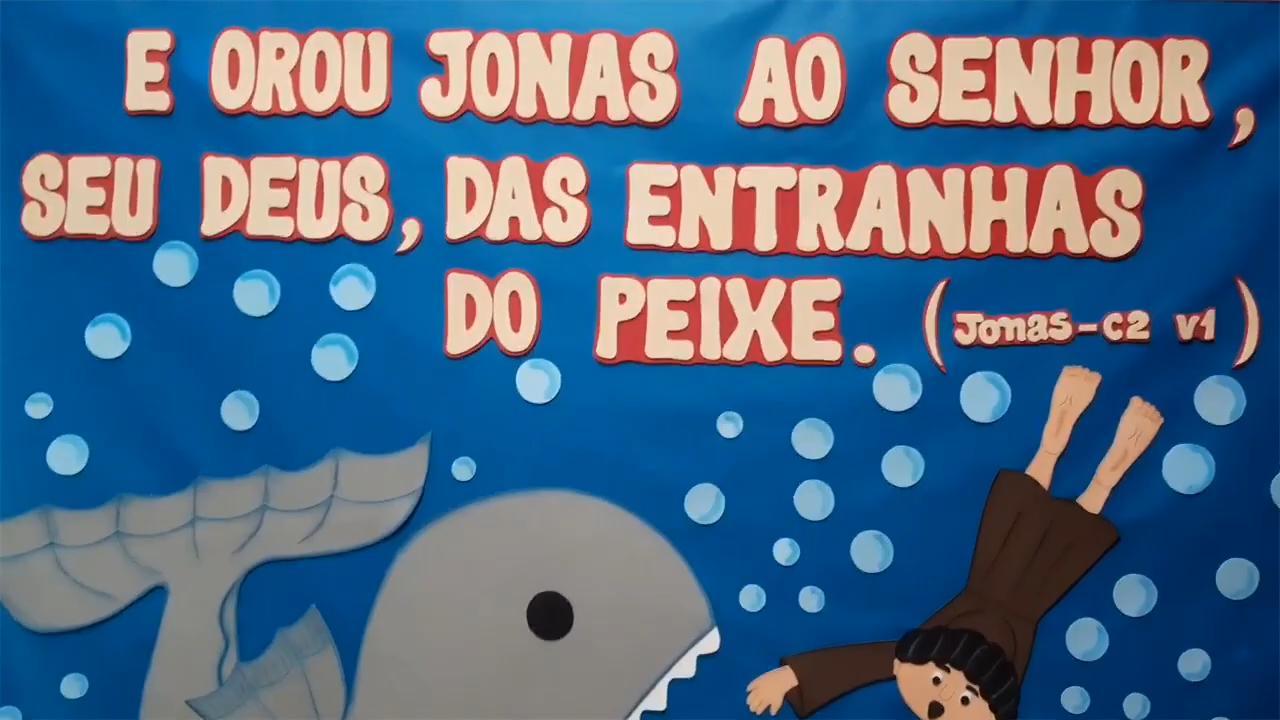 E OROU JONAS AO SENHOR,
SEU DEUS, DAS ENTRANHAS
DO PEIXE. (Jonas-C2 v1)